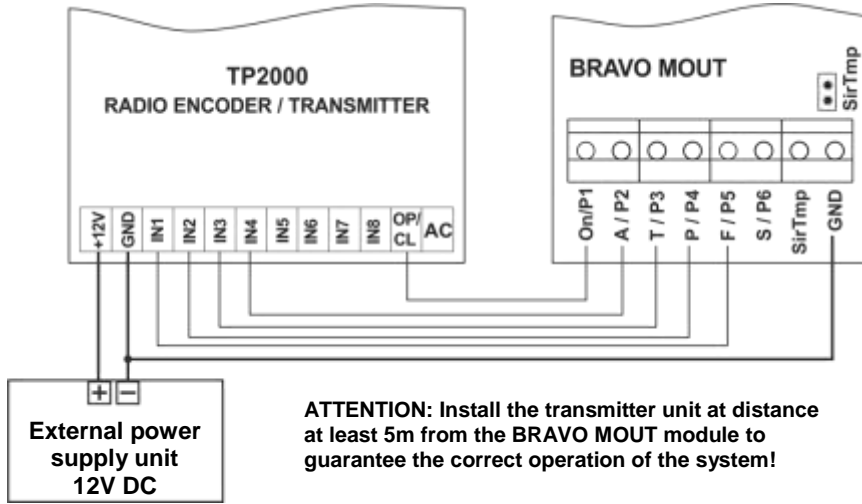 TP2000
RADIO ENCODER / TRANSMITTER
+12V
GND
IN1
IN2
IN3
IN4
IN5
IN6
IN7
IN8
OP/
CL
AC
BRAVO MOUT
SirTmp
On/P1
A / P2
T / P3
P / P4
F / P5
S / P6
SirTmp
GND
+
−
External power
supply unit
12V DC
ATTENTION: Install the transmitter unit at distance
at least 5m from the BRAVO MOUT module to
guarantee the correct operation of the system!